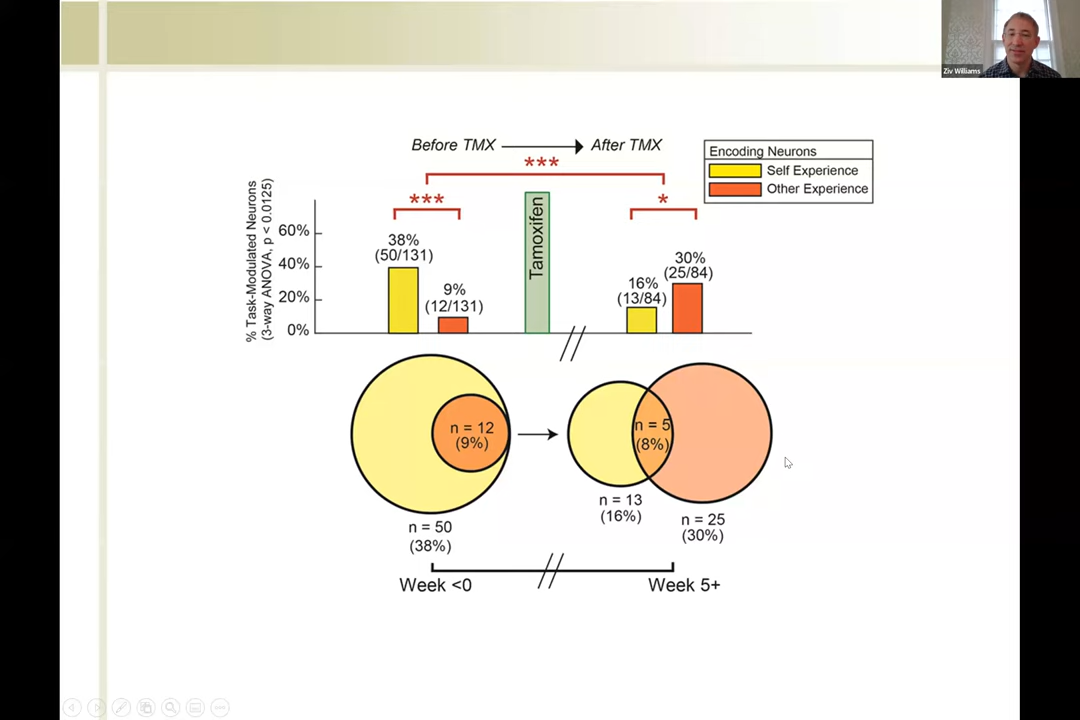 Ziv Williams
Before TMX
After TMX
***
Encoding Neurons
Self Experience
Other Experience
% Task-Modulated Neurons
(3-way ANOVA, p < 0.0125)
60%
40%
20%
0%
***
38%
(50/131)
9%
(12/131)
Tamoxifen
*
16%
(13/84)
30%
(25/84)
n = 12
(9%)
n = 50
(38%)
n = 5
(8%)
n = 13
(16%)
n = 25
(30%)
Week <0
Week 5+